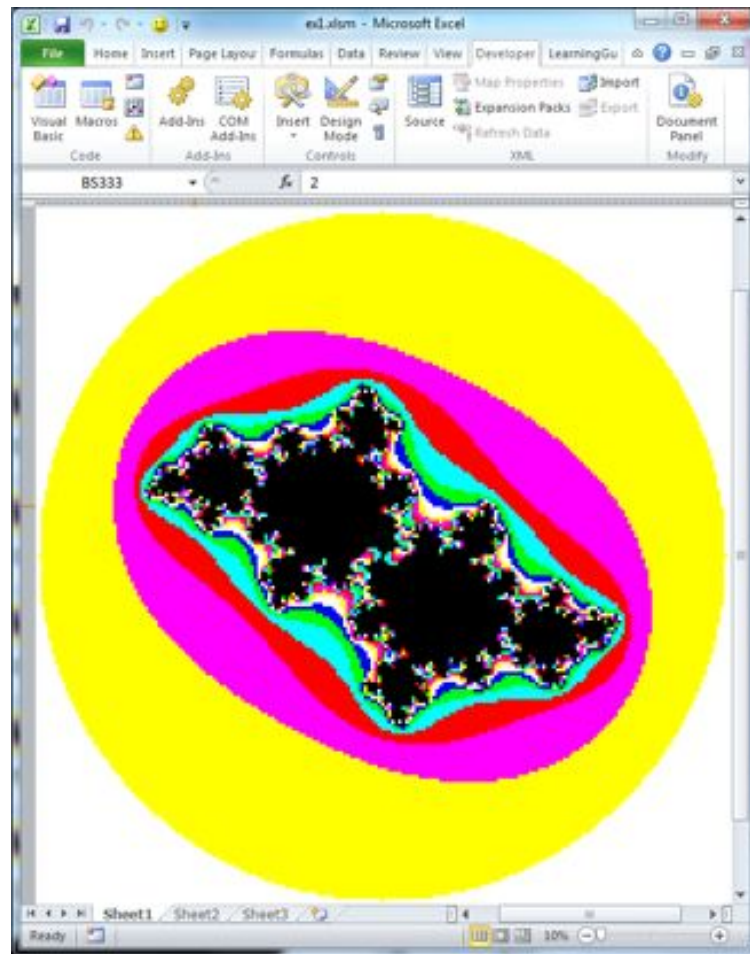 ex1.xlsm - Microsoft Excel
File Home Insert Page Layour Formulas Data Review View Developer LearningGu
Visual Basic Macros Add-Ins COM Add-Ins Insert Design Mode Source Map Properties Import
Expansion Packs Export
Refresh Data
Document Panel
Code Add-Ins Controls XML Modify
BS333 fx 2
Sheet1 Sheet2 Sheet3
Ready 10%